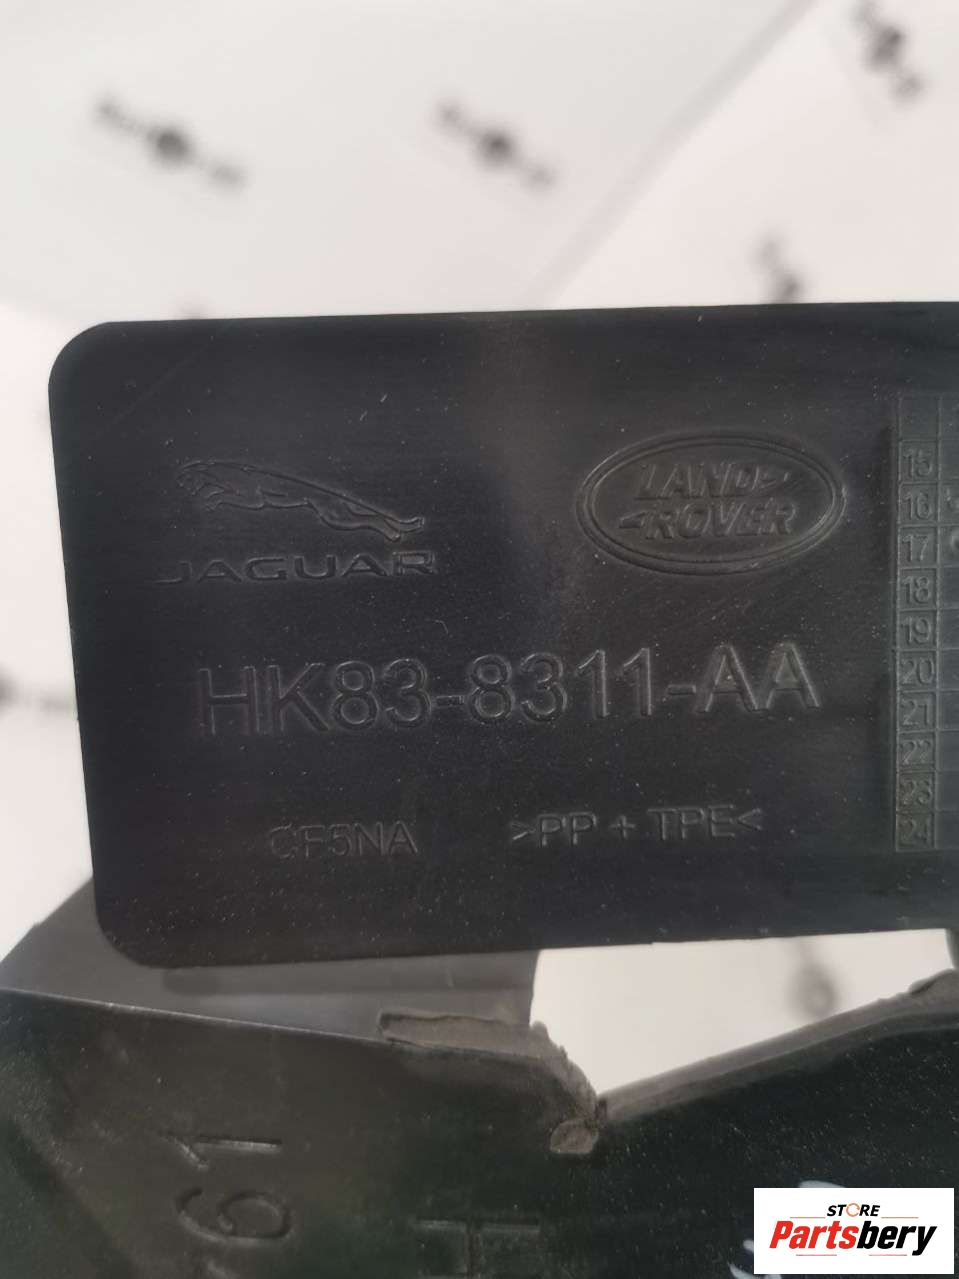 JAGUAR
LAND
ROVER
HK83-8311-AA
CF5NA >PP + TPE<
15
16
17
18
19
20
21
22
23
24
61
H
STORE
Partsbery